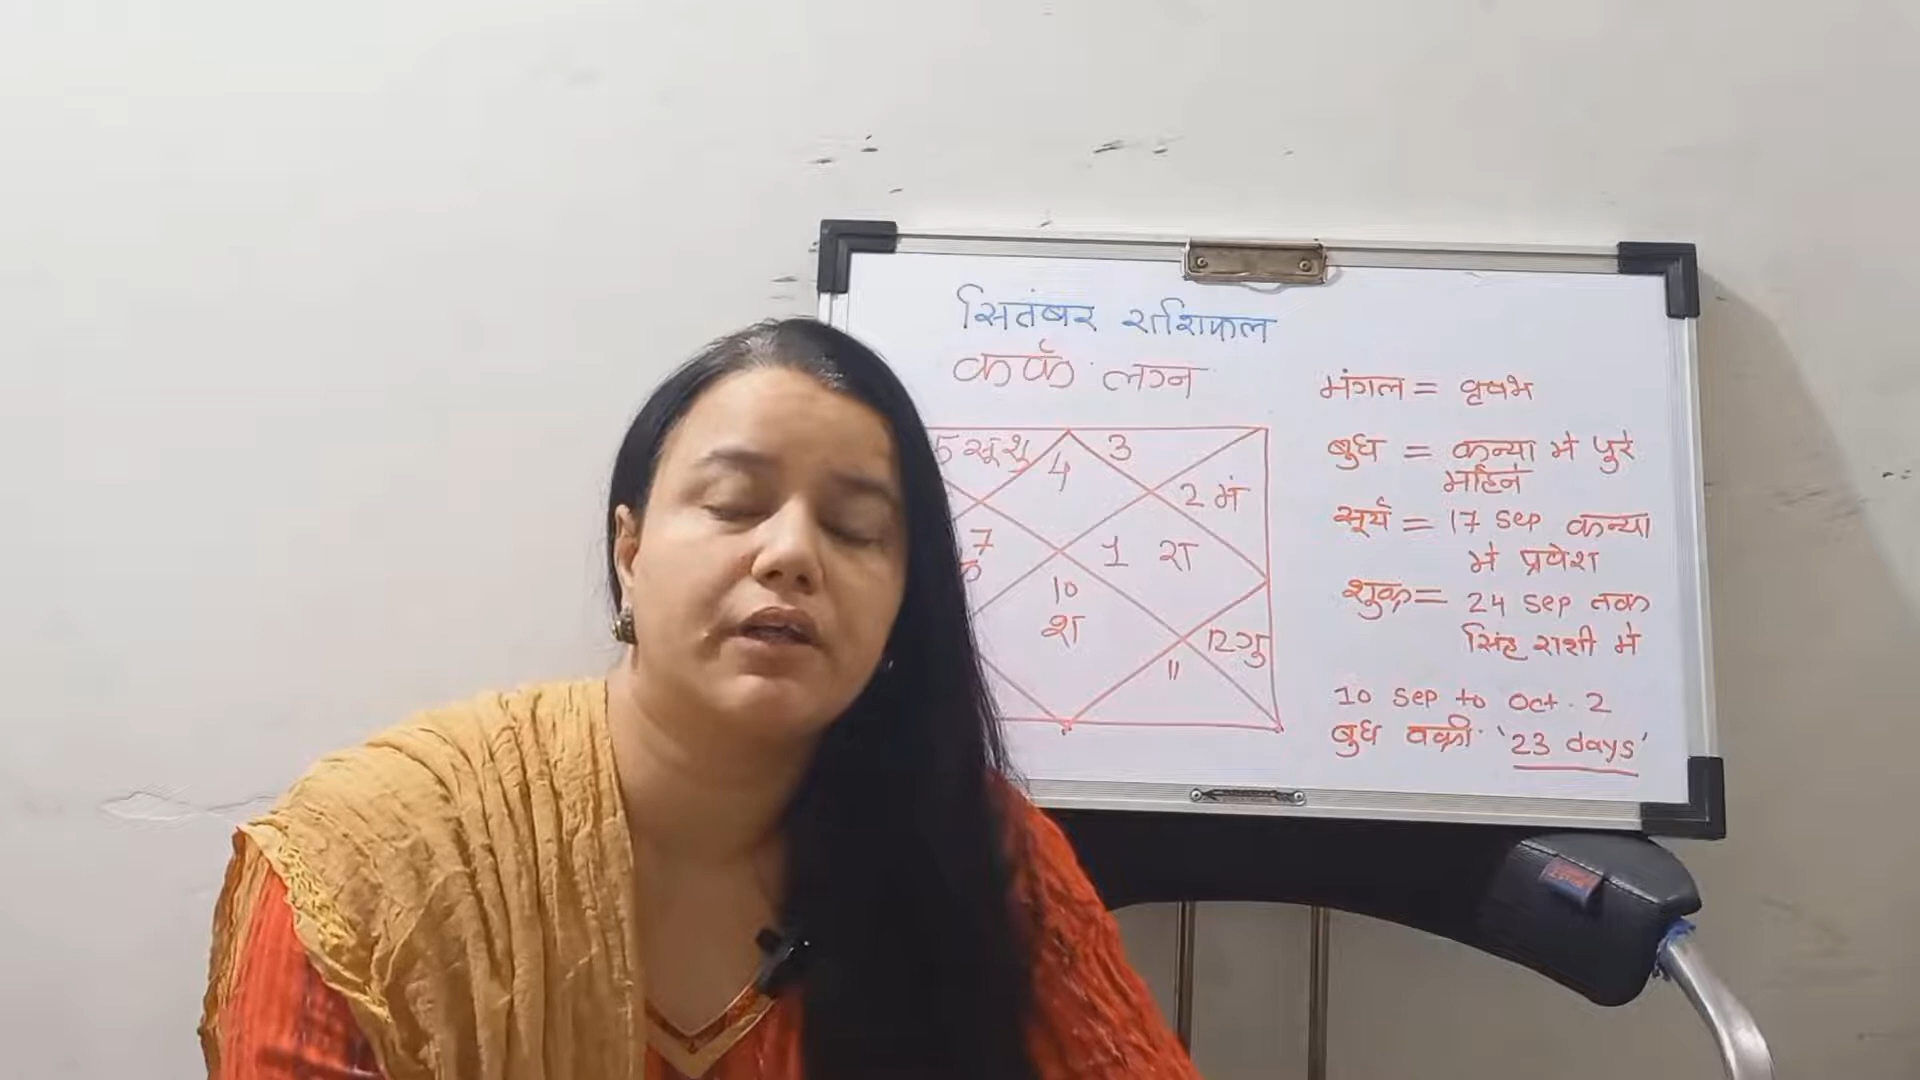 सितंबर राशिफल
कर्क लग्न
5 सू शु
4
3
2 मं
7
1 रा
10
श
12 गु
11
मंगल = वृषभ
बुध = कन्या मे पुरे
महिने
सूर्य = 17 Sep कन्या
मे प्रवेश
शुक्र = 24 Sep तक
सिंह राशी मे
10 Sep to Oct. 2
बुध वक्री '23 days'